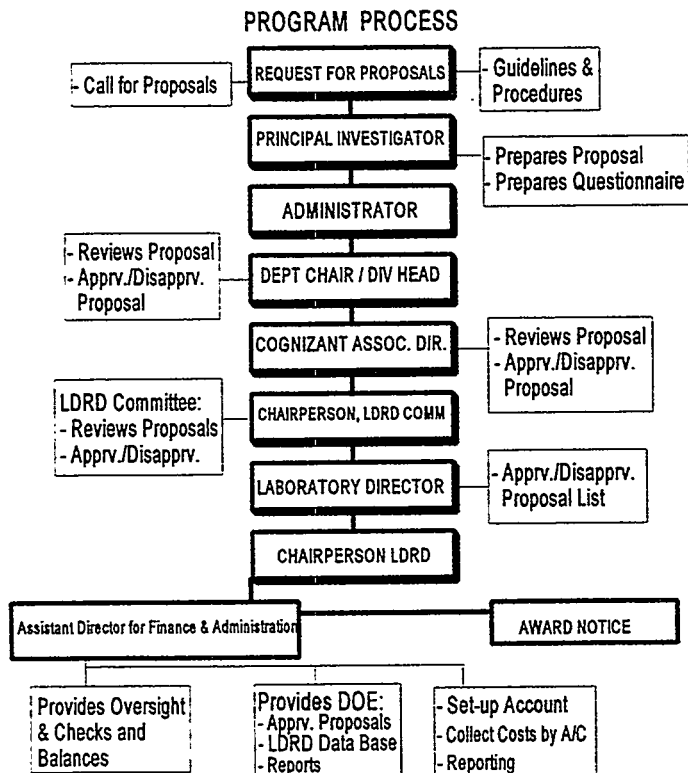 PROGRAM PROCESS
REQUEST FOR PROPOSALS
- Call for Proposals
- Guidelines &
Procedures
PRINCIPAL INVESTIGATOR
- Prepares Proposal
- Prepares Questionnaire
ADMINISTRATOR
- Reviews Proposal
- Apprv./Disapprv.
Proposal
DEPT CHAIR / DIV HEAD
COGNIZANT ASSOC. DIR.
- Reviews Proposal
- Apprv./Disapprv.
Proposal
LDRD Committee:
- Reviews Proposals
- Apprv./Disapprv.
CHAIRPERSON, LDRD COMM
LABORATORY DIRECTOR
- Apprv./Disapprv.
Proposal List
CHAIRPERSON LDRD
Assistant Director for Finance & Administration
AWARD NOTICE
Provides Oversight
& Checks and
Balances
Provides DOE:
- Apprv. Proposals
- LDRD Data Base
- Reports
- Set-up Account
- Collect Costs by A/C
- Reporting